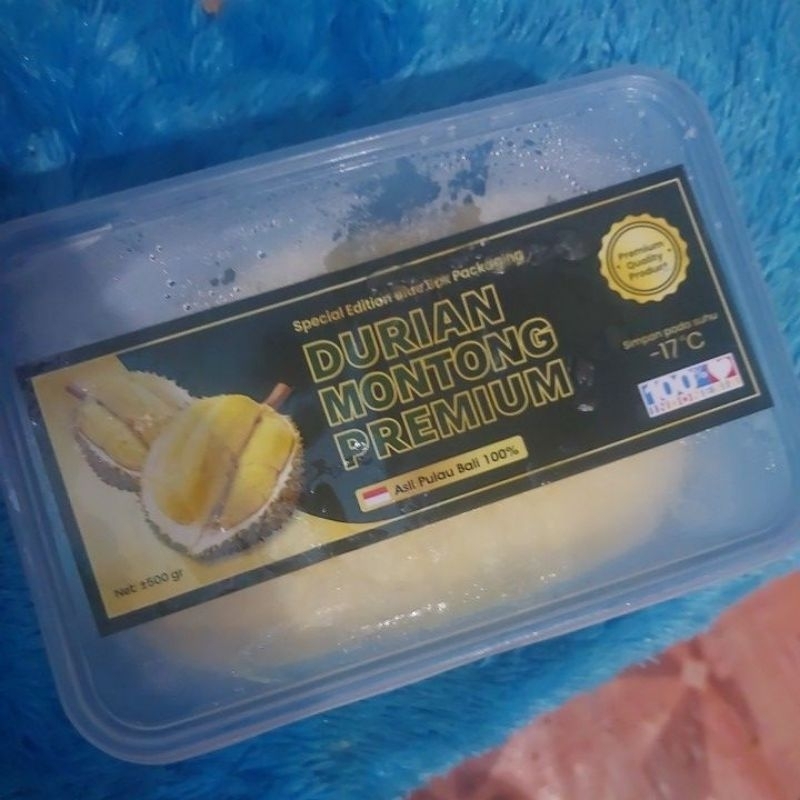 Special Edition Packaging
DURIAN
MONTONG
PREMIUM
Asli Pulau Bali 100%
Net: ±500 gr
Premium
Quality
Product
Simpan pada suhu
-17°C
100%